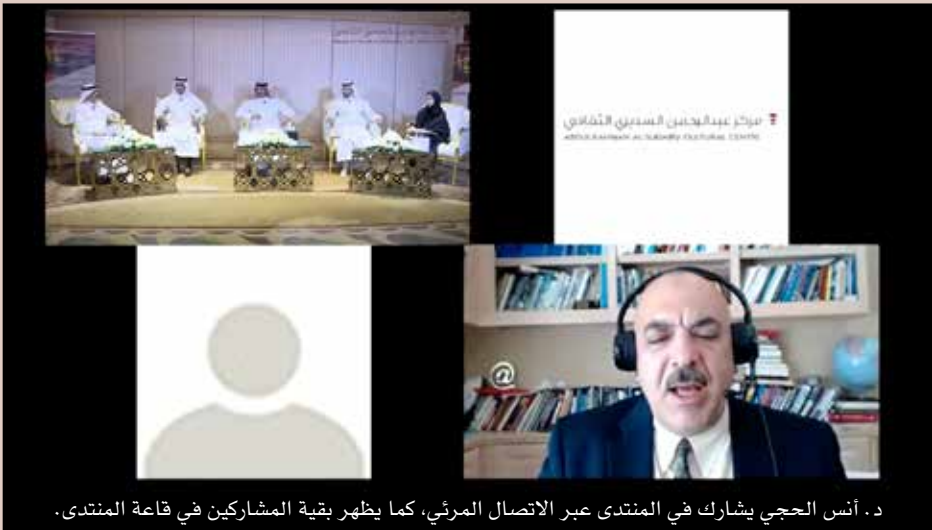 مركز عبدالرحمن السديري الثقافي
ABDULRAHMAN AL-SUDAIRY CULTURAL CENTRE
@
د. أنس الحجي يشارك في المنتدى عبر الاتصال المرئي، كما يظهر بقية المشاركين في قاعة المنتدى.